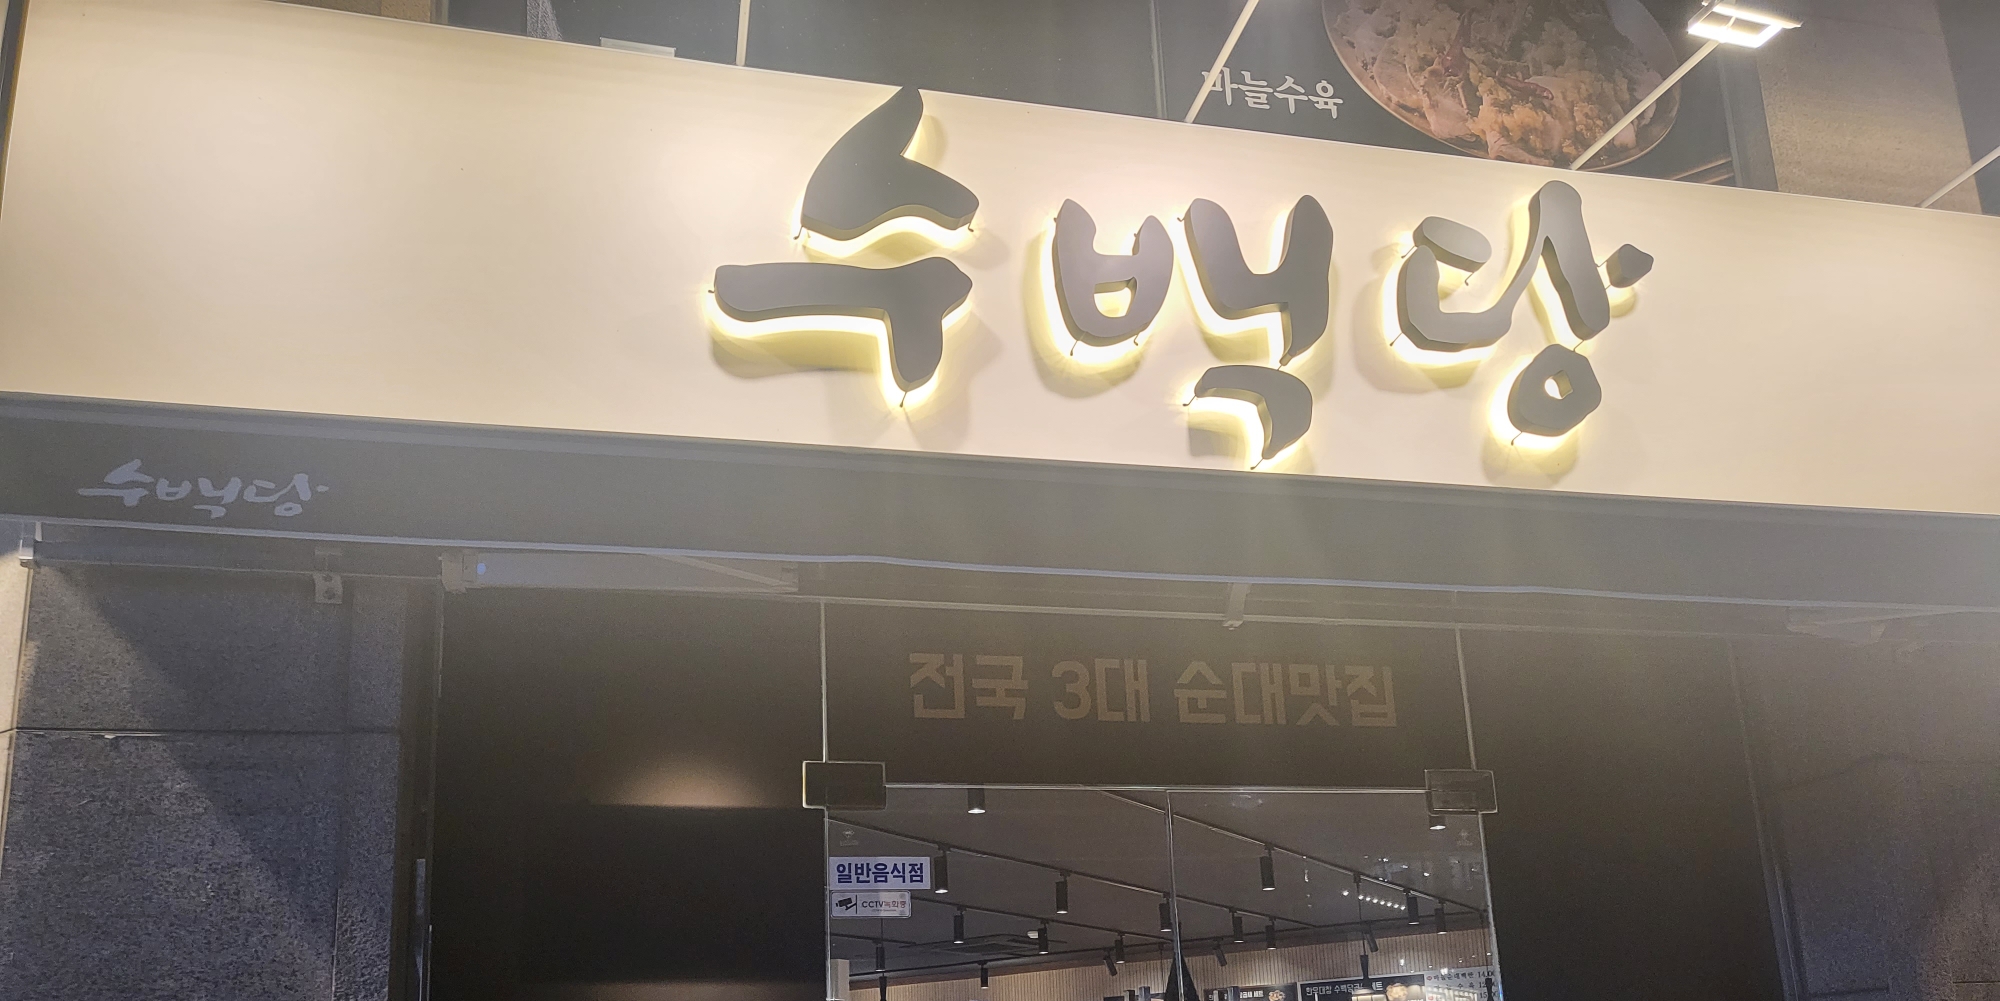 마늘수육
수백당
수백당
전국 3대 순대맛집
일반음식점
CCTV녹화중